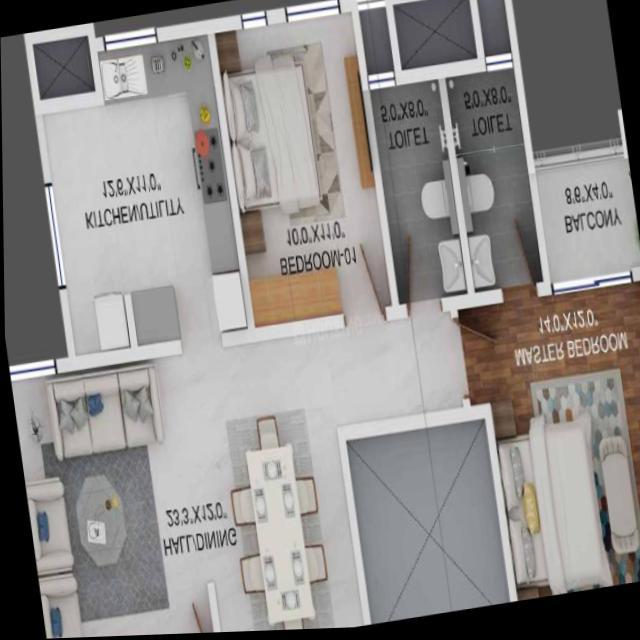 5'0"X8'0"
TOILET
5'0"X8'0"
TOILET
12'6"X11'0"
KITCHEN/UTILITY
10'0"X11'0"
BEDROOM-01
8'6"X4'0"
BALCONY
14'0"X12'0"
MASTER BEDROOM
23'3"X12'0"
HALL/DINING